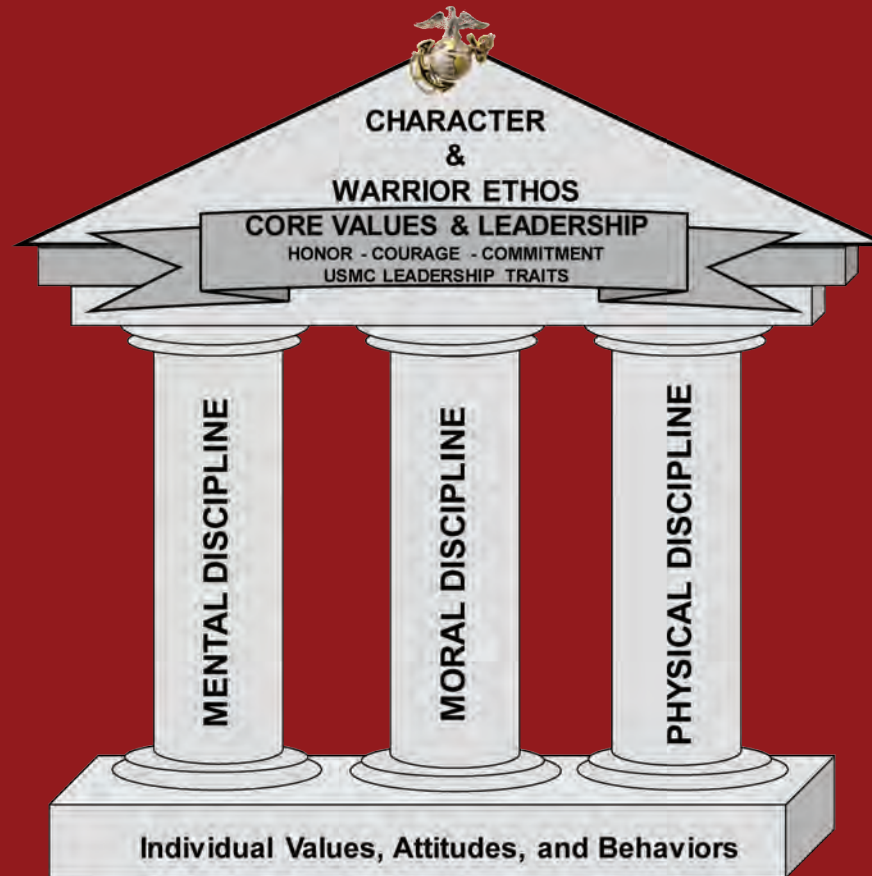 CHARACTER
&
WARRIOR ETHOS
CORE VALUES & LEADERSHIP
HONOR - COURAGE - COMMITMENT
USMC LEADERSHIP TRAITS
MENTAL DISCIPLINE
MORAL DISCIPLINE
PHYSICAL DISCIPLINE
Individual Values, Attitudes, and Behaviors